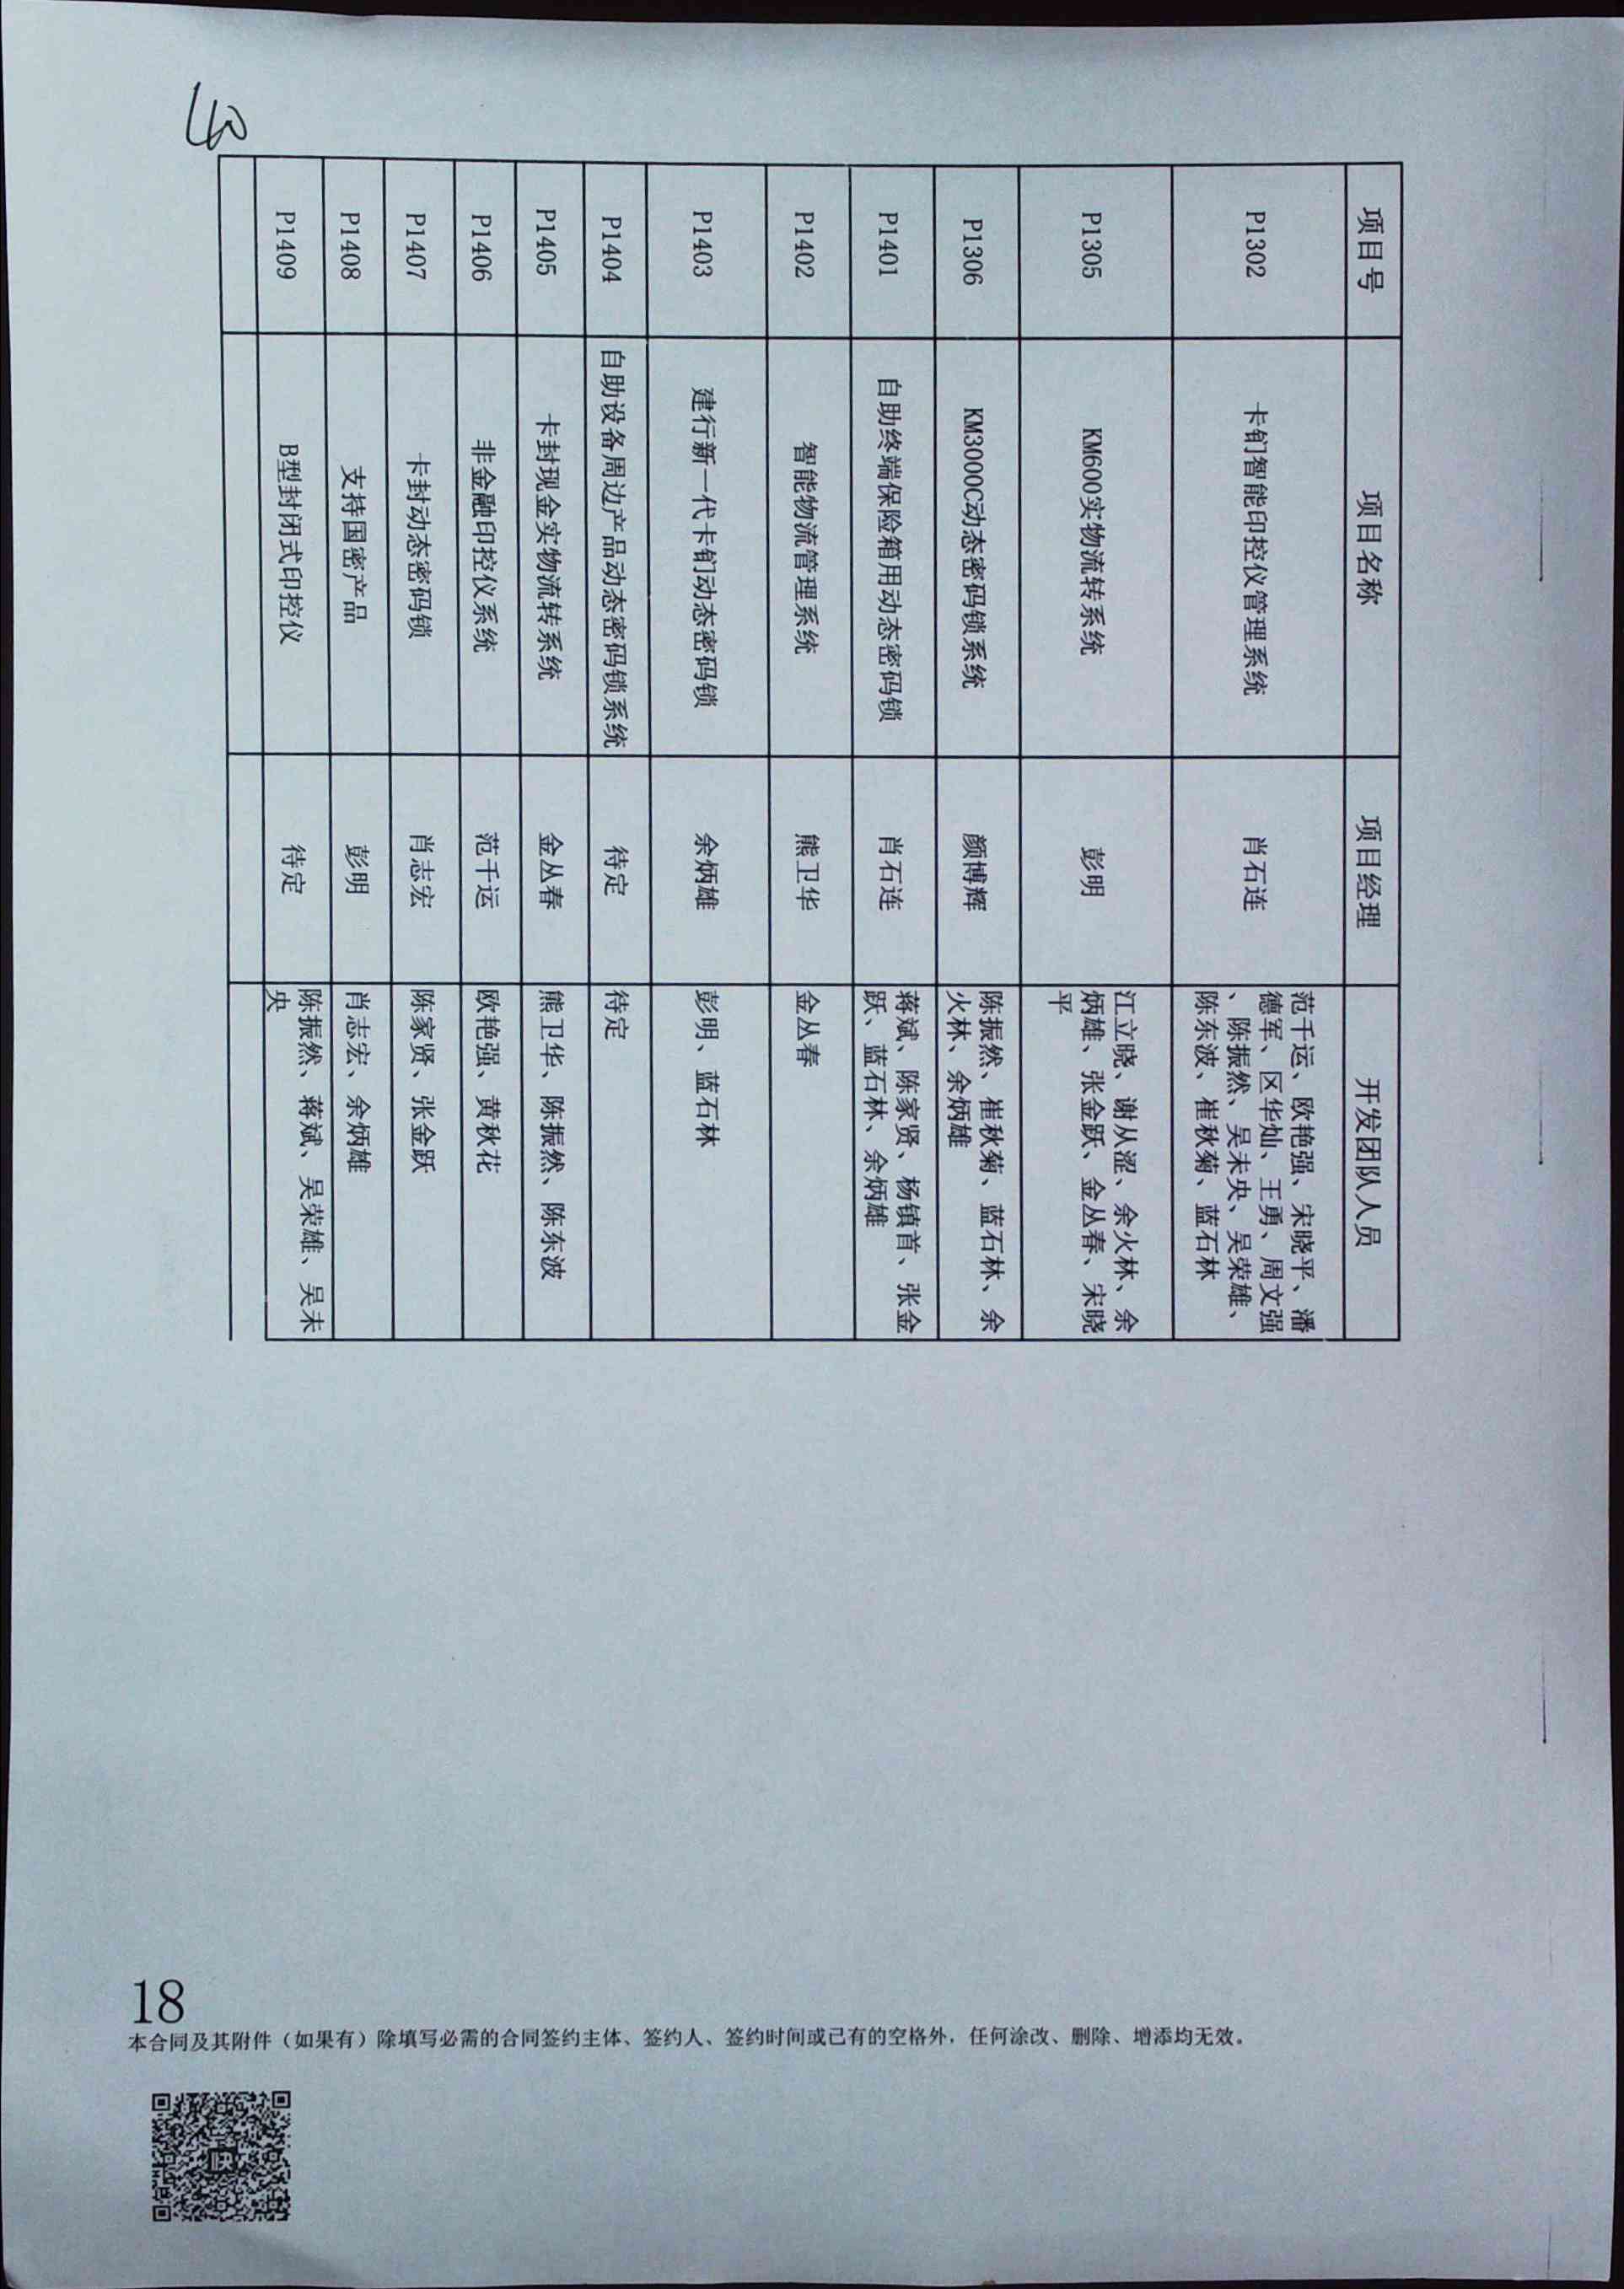 项目号 项目名称 项目经理 开发团队人员
P1302 卡钔智能印控仪管理系统 肖石连 范千运、欧艳强、宋晓平、潘
德军、区华灿、王勇、周文强
、陈振然、吴未央、吴荣雄、
陈东波、崔秋菊、蓝石林
P1305 KM600实物流转系统 彭明 江立晓、谢从涩、余火林、余
炳雄、张金跃、金丛春、宋晓
平
P1306 KM3000C动态密码锁系统 颜博辉 陈振然、崔秋菊、蓝石林、余
火林、余炳雄
P1401 自助终端保险箱用动态密码锁 肖石连 蒋斌、陈家贤、杨镇首、张金
跃、蓝石林、余炳雄
P1402 智能物流管理系统 熊卫华 金丛春
P1403 建行新一代卡钔动态密码锁 余炳雄 彭明、蓝石林
P1404 自助设备周边产品动态密码锁系统 待定 待定
P1405 卡封现金实物流转系统 金丛春 熊卫华、陈振然、陈东波
P1406 非金融印控仪系统 范千运 欧艳强、黄秋花
P1407 卡封动态密码锁 肖志宏 陈家贤、张金跃
P1408 支持国密产品 彭明 肖志宏、余炳雄
P1409 B型封闭式印控仪 待定 陈振然、蒋斌、吴荣雄、吴未
央
18
本合同及其附件（如果有）除填写必需的合同签约主体、签约人、签约时间或已有的空格外，任何涂改、删除、增添均无效。